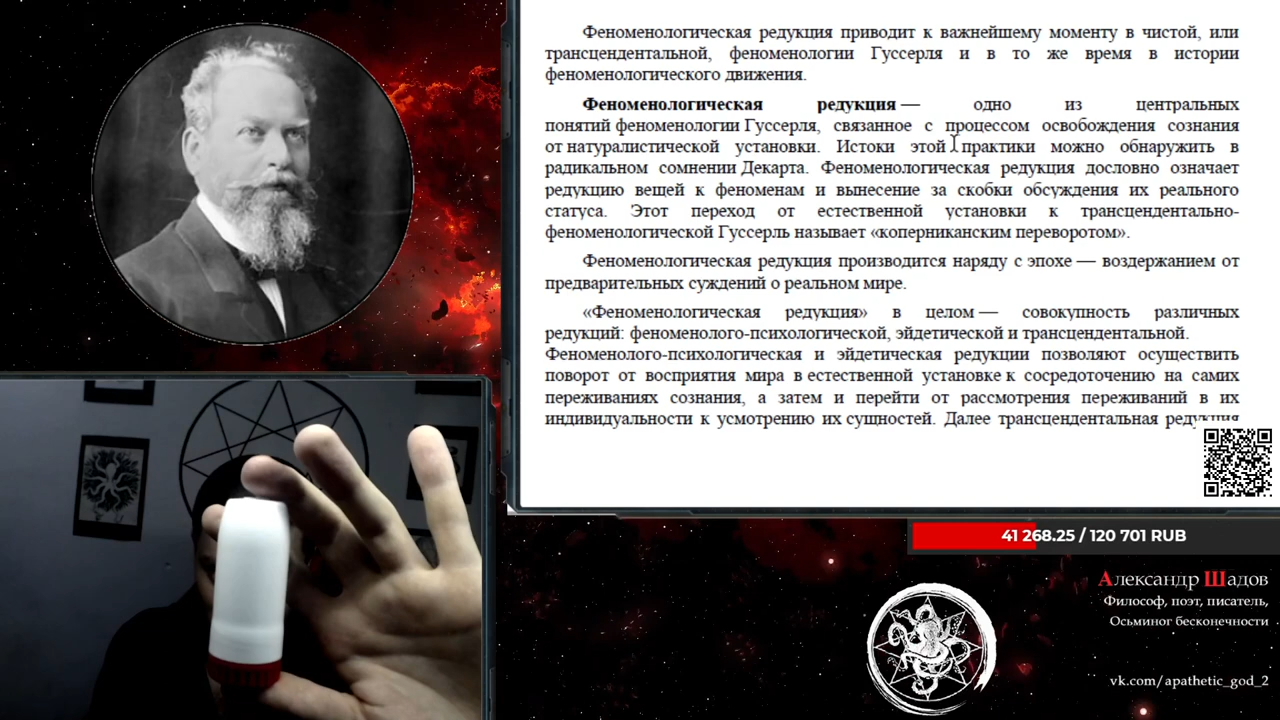 Феноменологическая редукция приводит к важнейшему моменту в чистой, или
трансцендентальной, феноменологии Гуссерля и в то же время в истории
феноменологического движения.
Феноменологическая редукция — одно из центральных
понятий феноменологии Гуссерля, связанное с процессом освобождения сознания
от натуралистической установки. Истоки этой практики можно обнаружить в
радикальном сомнении Декарта. Феноменологическая редукция дословно означает
редукцию вещей к феноменам и вынесение за скобки обсуждения их реального
статуса. Этот переход от естественной установки к трансцендентально-
феноменологической Гуссерль называет «коперниканским переворотом».
Феноменологическая редукция производится наряду с эпохе — воздержанием от
предварительных суждений о реальном мире.
«Феноменологическая редукция» в целом — совокупность различных
редукций: феноменолого-психологической, эйдетической и трансцендентальной.
Феноменолого-психологическая и эйдетическая редукции позволяют осуществить
поворот от восприятия мира в естественной установке к сосредоточению на самих
переживаниях сознания, а затем и перейти от рассмотрения переживаний в их
индивидуальности к усмотрению их сущностей. Далее трансцендентальная редукция
41 268.25 / 120 701 RUB
Александр Шадов
Философ, поэт, писатель,
Осьминог бесконечности
vk.com/apathetic_god_2